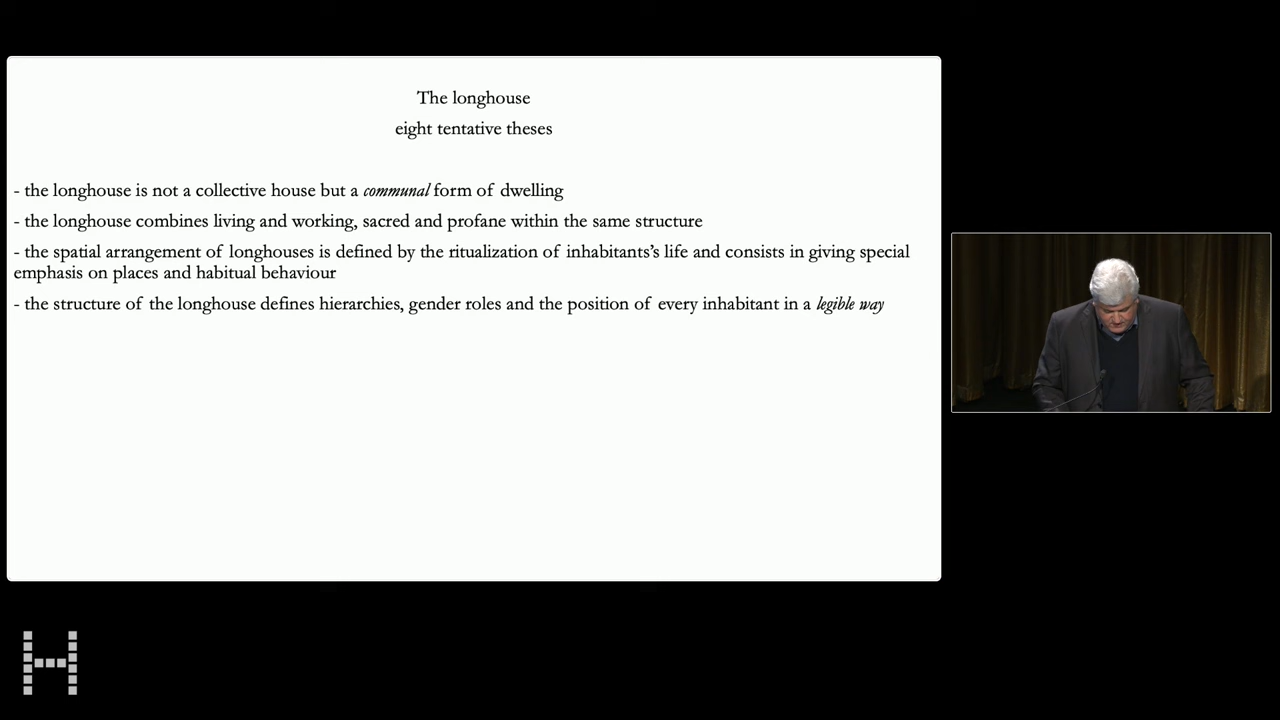 The longhouse
eight tentative theses
- the longhouse is not a collective house but a communal form of dwelling
- the longhouse combines living and working, sacred and profane within the same structure
- the spatial arrangement of longhouses is defined by the ritualization of inhabitants's life and consists in giving special
emphasis on places and habitual behaviour
- the structure of the longhouse defines hierarchies, gender roles and the position of every inhabitant in a legible way
H